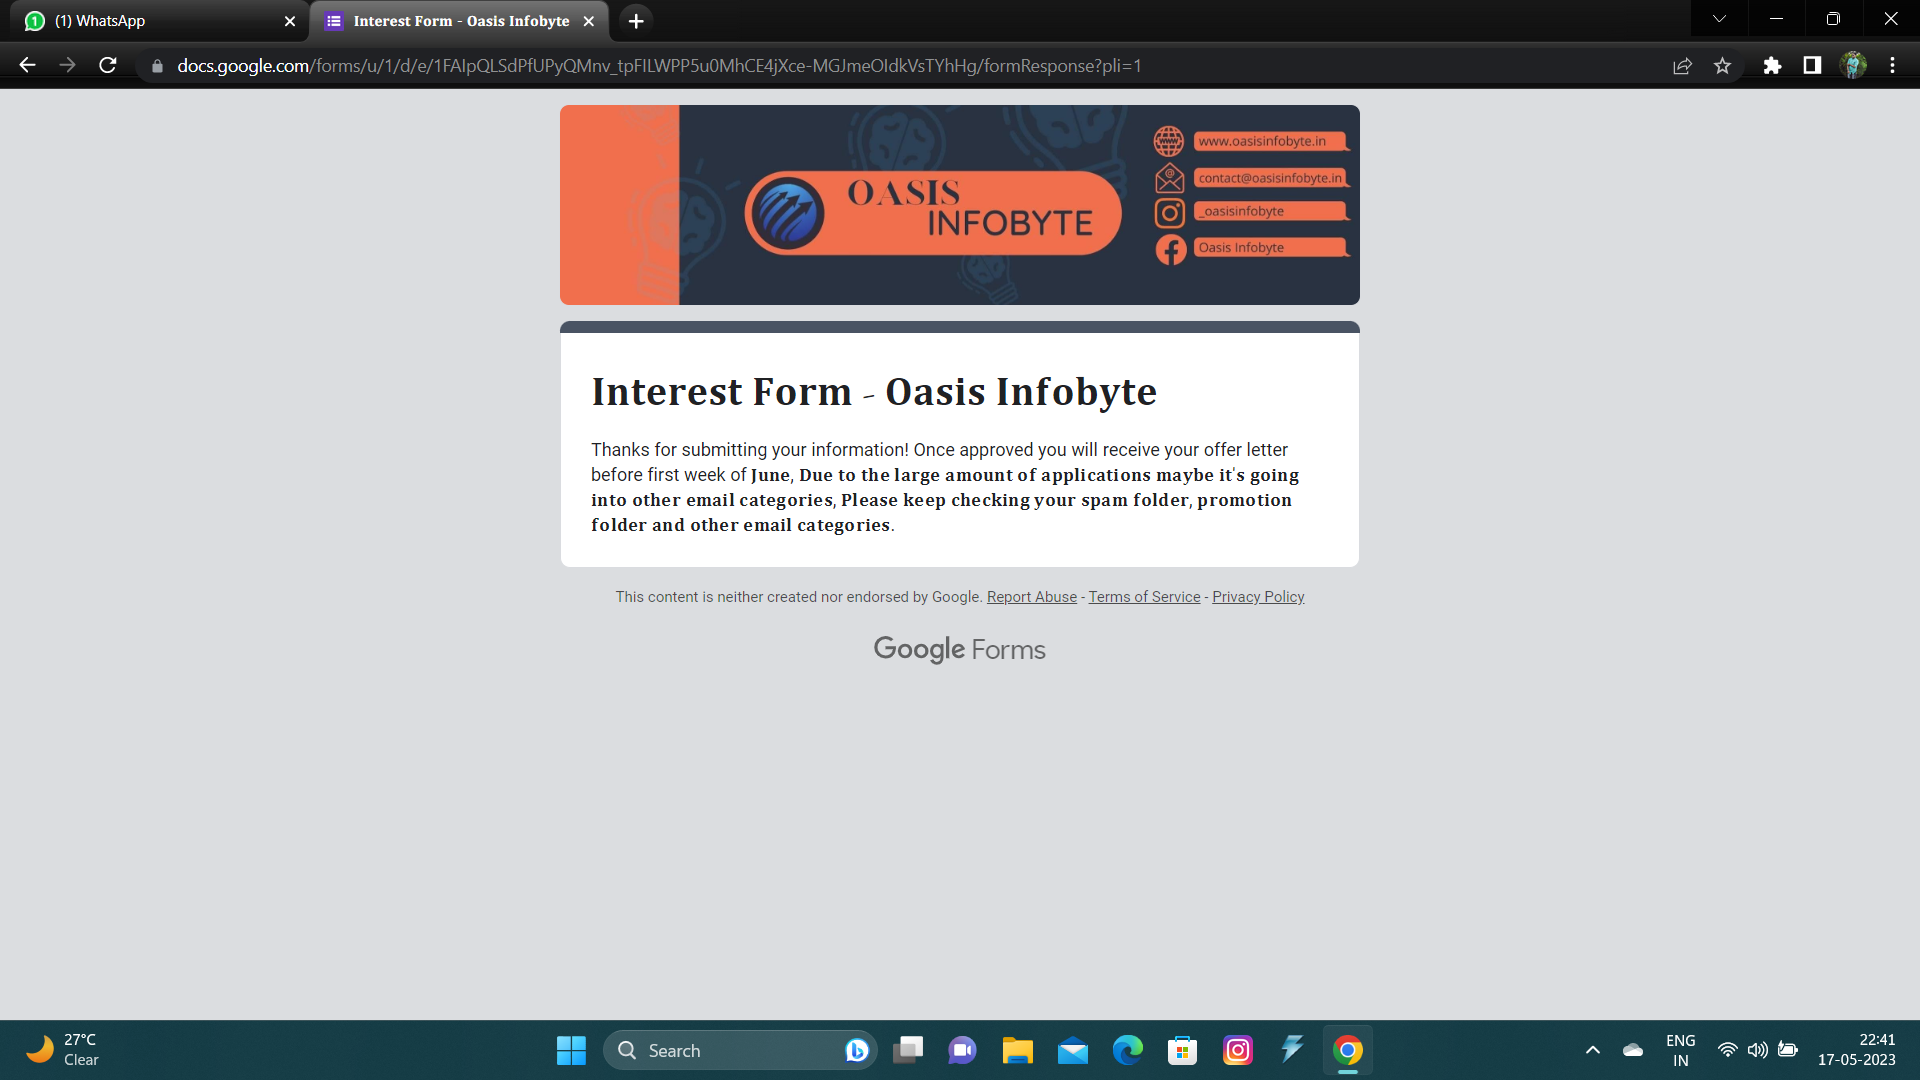 (1) WhatsApp
Interest Form - Oasis Infobyte
docs.google.com/forms/u/1/d/e/1FAIpQLSdPfUPyQMnv_tpFILWPP5u0MhCE4jXce-MGJmeOIdkVsTYhHg/formResponse?pli=1
OASIS
INFOBYTE
www.oasisinfobyte.in
contact@oasisinfobyte.in
_oasisinfobyte
Oasis Infobyte
Interest Form - Oasis Infobyte
Thanks for submitting your information! Once approved you will receive your offer letter
before first week of June, Due to the large amount of applications maybe it's going
into other email categories, Please keep checking your spam folder, promotion
folder and other email categories.
This content is neither created nor endorsed by Google. Report Abuse - Terms of Service - Privacy Policy
Google Forms
27°C
Clear
Search
ENG
IN
22:41
17-05-2023